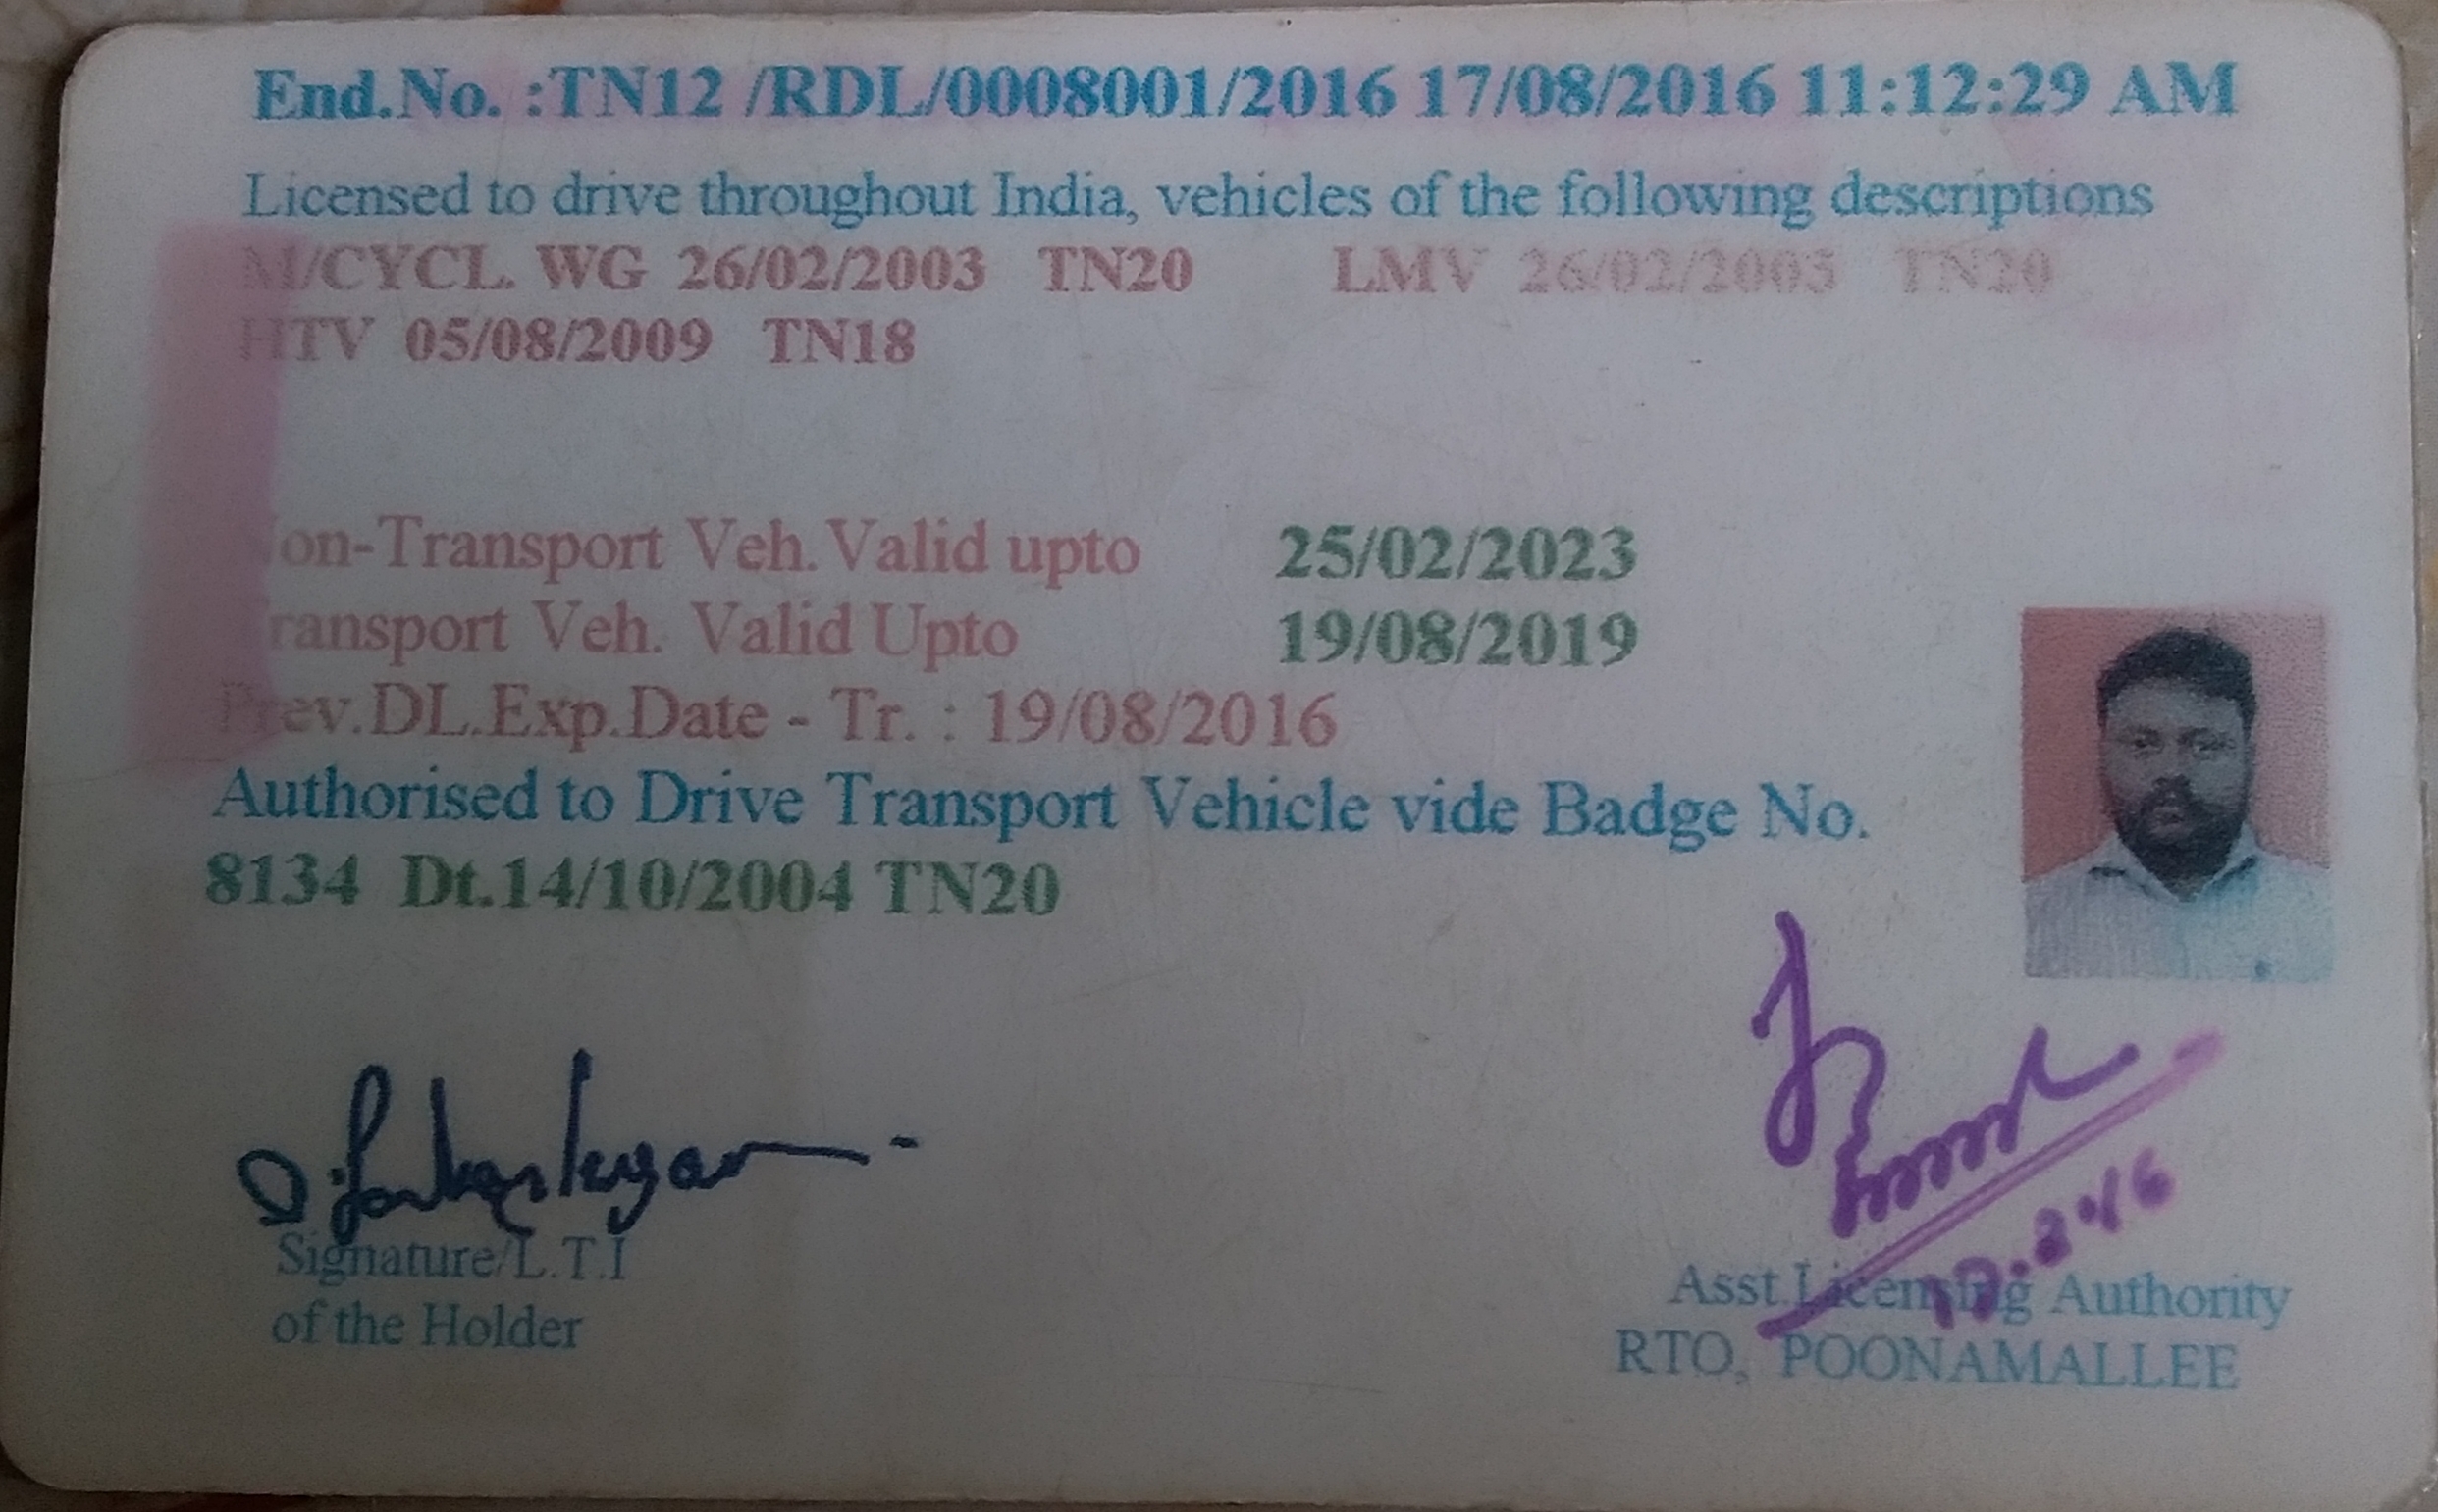 End.No. :TN12 /RDL/0008001/2016 17/08/2016 11:12:29 AM
Licensed to drive throughout India, vehicles of the following descriptions
M/CYCL. WG 26/02/2003 TN20 LMV 26/02/2003 TN20
HTV 05/08/2009 TN18
on-Transport Veh. Valid upto 25/02/2023
ransport Veh. Valid Upto 19/08/2019
Prev.DL.Exp.Date - Tr. : 19/08/2016
Authorised to Drive Transport Vehicle vide Badge No.
8134 Dt.14/10/2004 TN20
Signature/L.T.I
of the Holder
Asst.Licensing Authority
RTO, POONAMALLEE